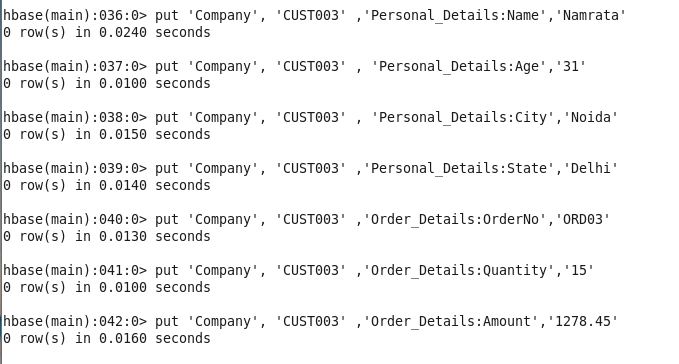 hbase(main):036:0> put 'Company', 'CUST003' ,'Personal_Details:Name','Namrata'
0 row(s) in 0.0240 seconds
hbase(main):037:0> put 'Company', 'CUST003' , 'Personal_Details:Age','31'
0 row(s) in 0.0100 seconds
hbase(main):038:0> put 'Company', 'CUST003' , 'Personal_Details:City','Noida'
0 row(s) in 0.0150 seconds
hbase(main):039:0> put 'Company', 'CUST003' ,'Personal_Details:State','Delhi'
0 row(s) in 0.0140 seconds
hbase(main):040:0> put 'Company', 'CUST003' ,'Order_Details:OrderNo','ORD03'
0 row(s) in 0.0130 seconds
hbase(main):041:0> put 'Company', 'CUST003' ,'Order_Details:Quantity','15'
0 row(s) in 0.0100 seconds
hbase(main):042:0> put 'Company', 'CUST003' ,'Order_Details:Amount','1278.45'
0 row(s) in 0.0160 seconds